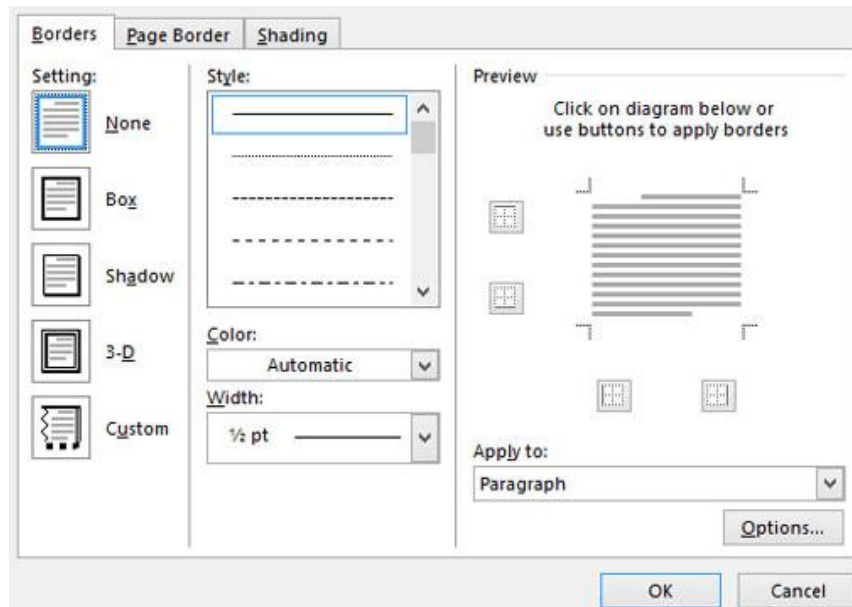 Borders Page Border Shading
Setting:
None
Box
Shadow
3-D
Custom
Style:
Color:
Automatic
Width:
½ pt
Preview
Click on diagram below or
use buttons to apply borders
Apply to:
Paragraph
Options...
OK Cancel